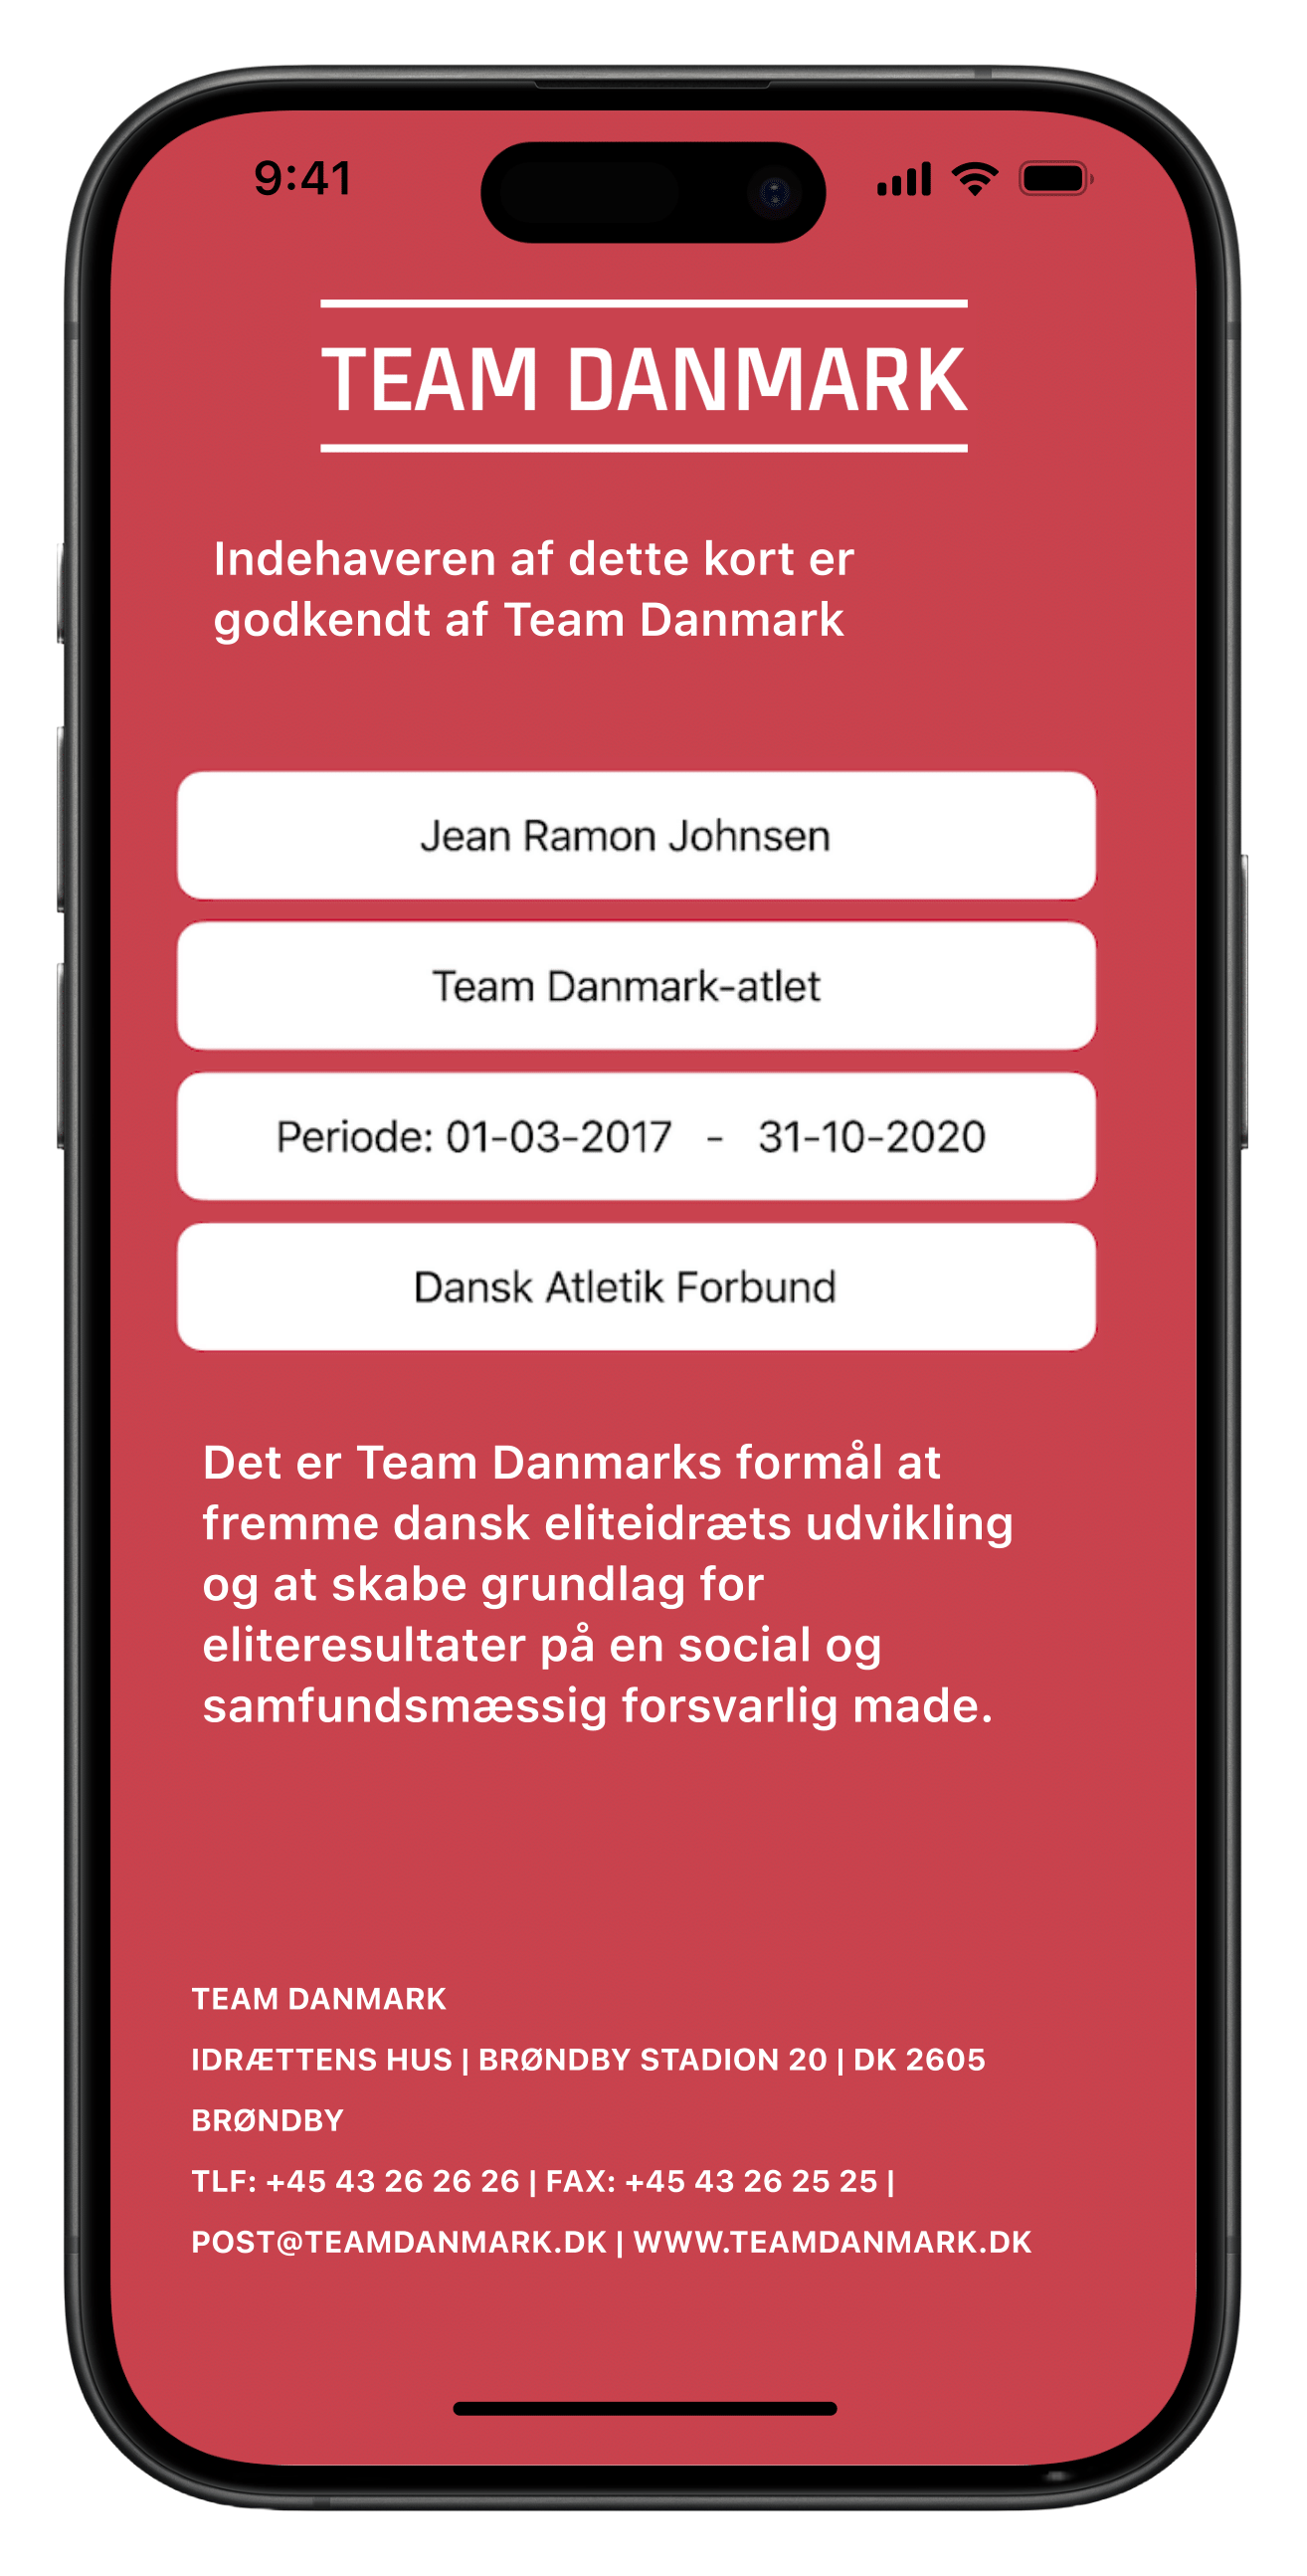 9:41
TEAM DANMARK
Indehaveren af dette kort er
godkendt af Team Danmark
Jean Ramon Johnsen
Team Danmark-atlet
Periode: 01-03-2017 - 31-10-2020
Dansk Atletik Forbund
Det er Team Danmarks formål at
fremme dansk eliteidræts udvikling
og at skabe grundlag for
eliteresultater på en social og
samfundsmæssig forsvarlig made.
TEAM DANMARK
IDRÆTTENS HUS | BRØNDBY STADION 20 | DK 2605
BRØNDBY
TLF: +45 43 26 26 26 | FAX: +45 43 26 25 25 |
POST@TEAMDANMARK.DK | WWW.TEAMDANMARK.DK